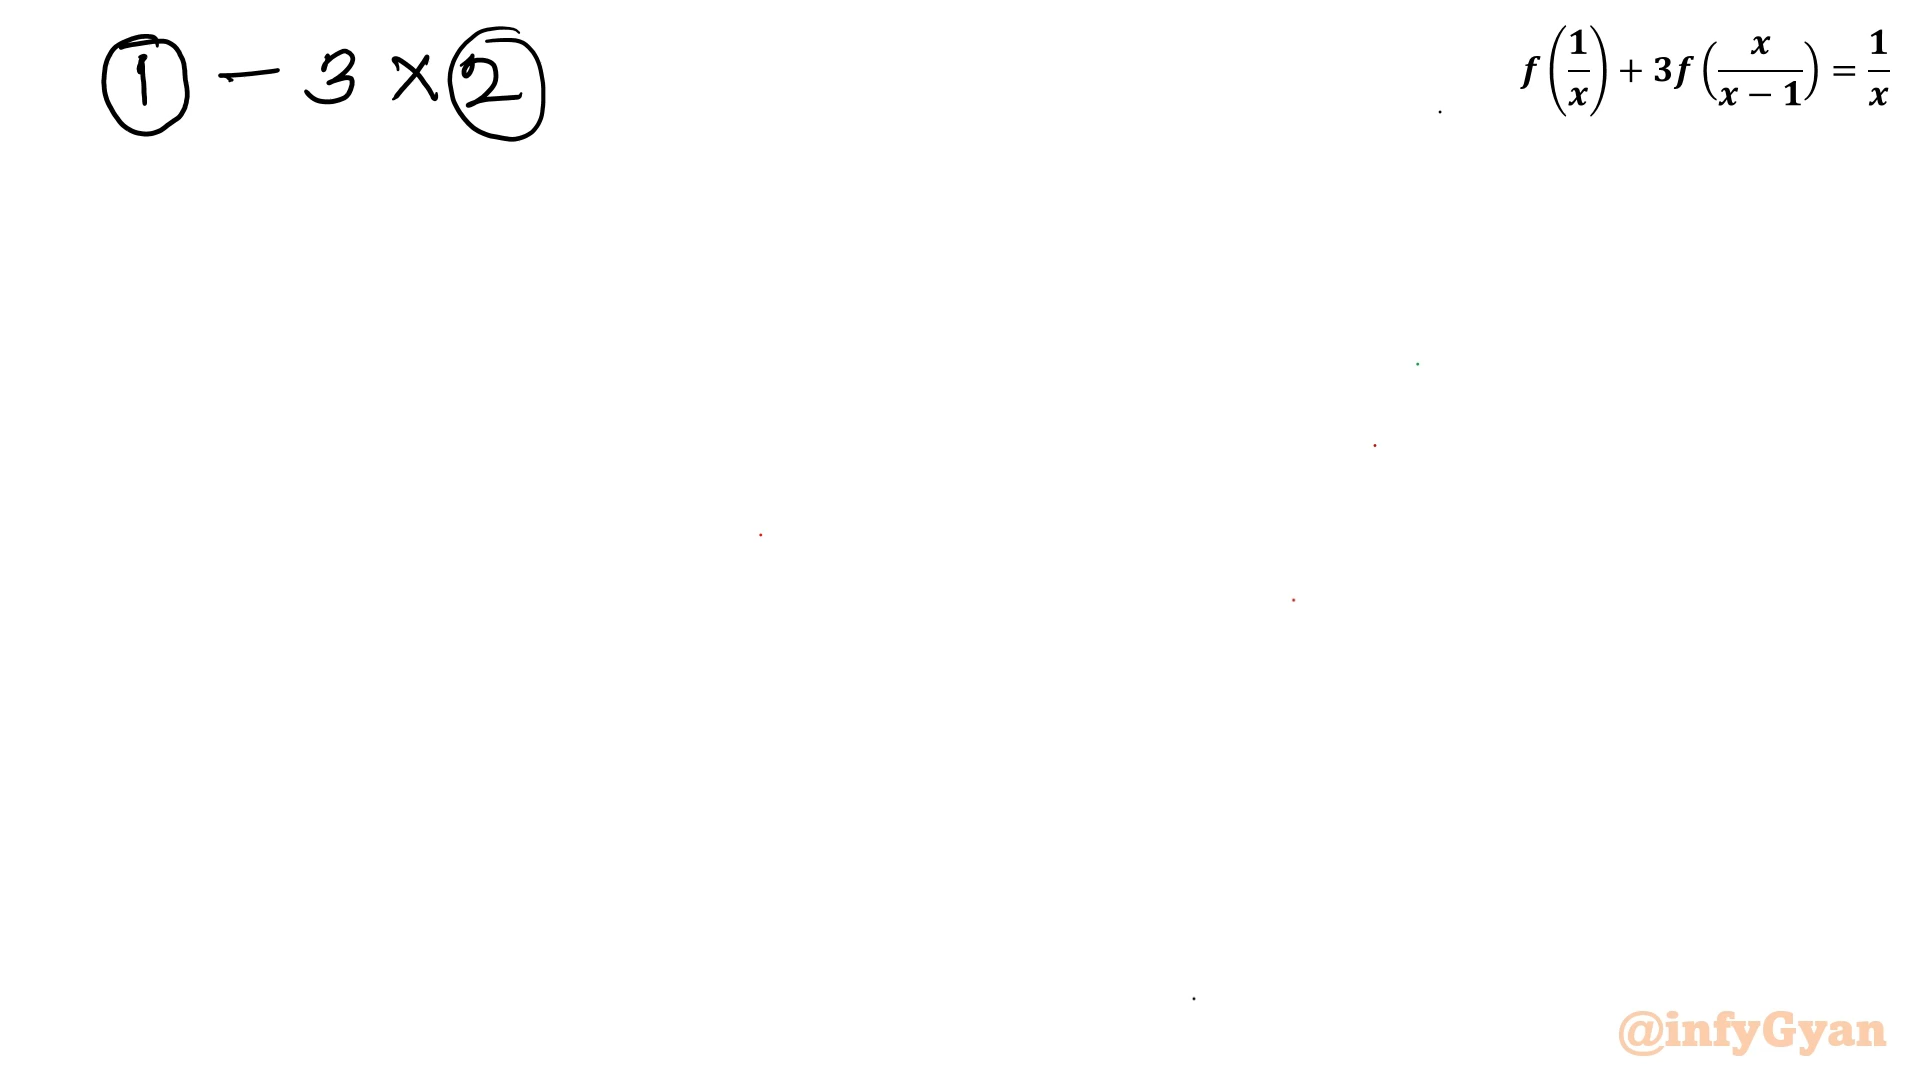 ① - 3 × ②
f(1/x) + 3f(x/(x − 1)) = 1/x
@infyGyan